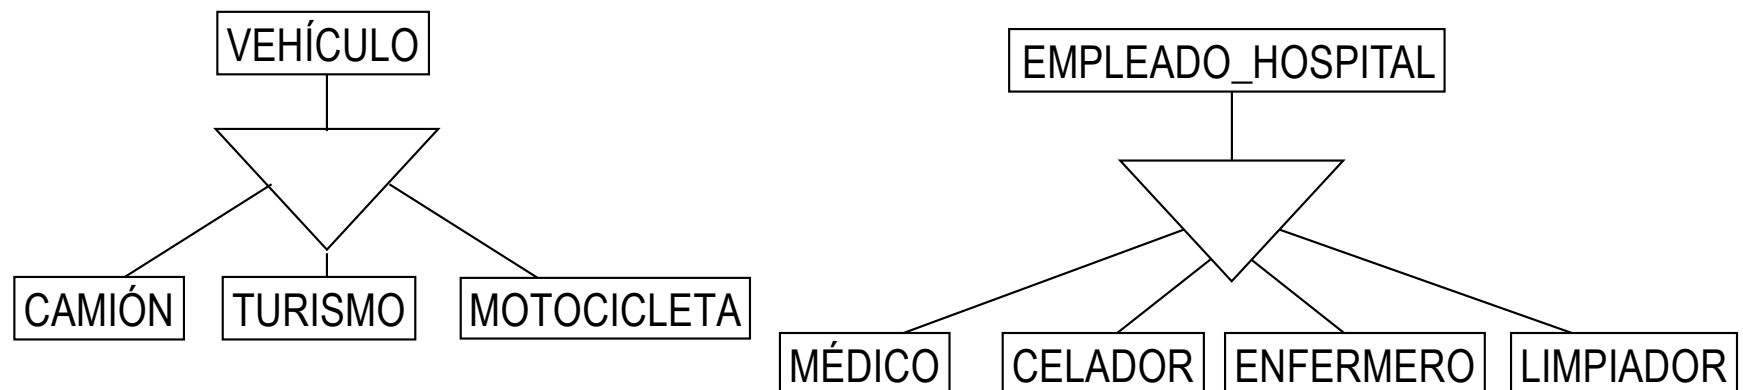 VEHÍCULO
EMPLEADO_HOSPITAL
CAMIÓN
TURISMO
MOTOCICLETA
MÉDICO
CELADOR
ENFERMERO
LIMPIADOR